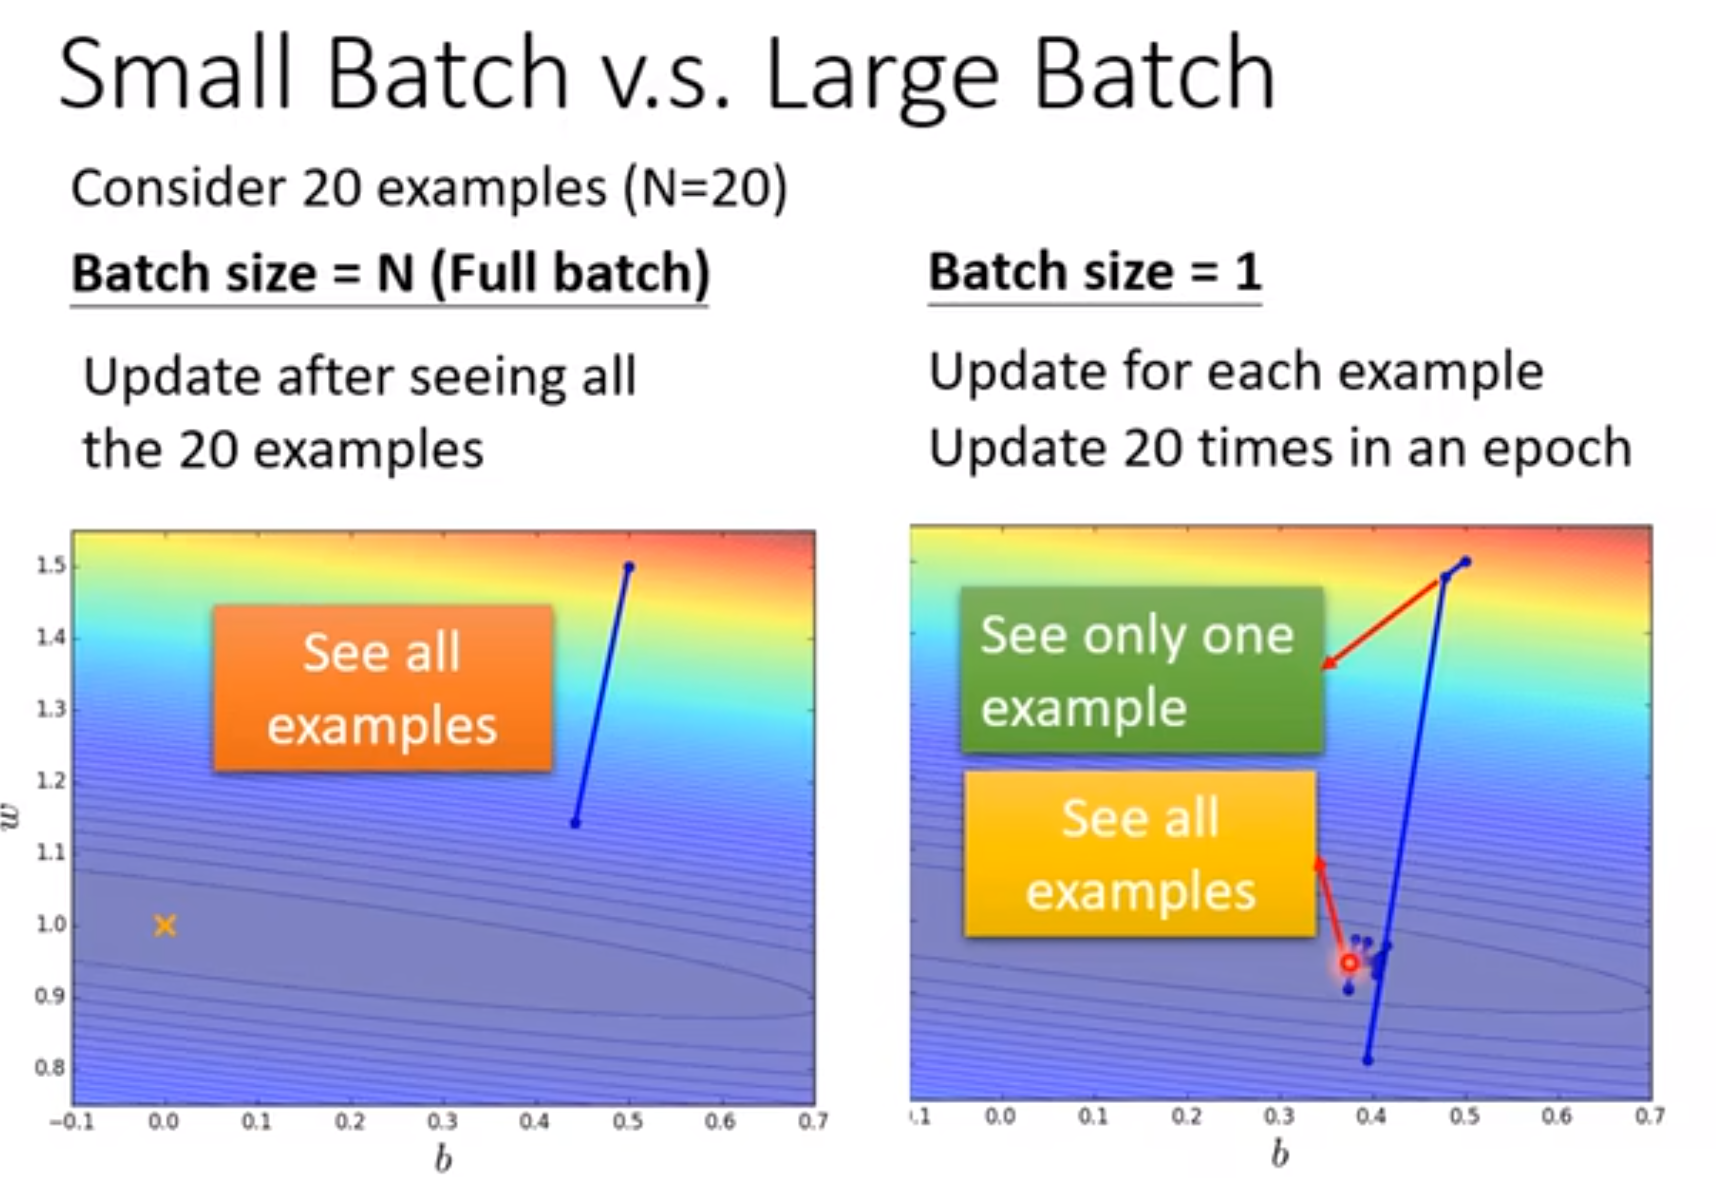 Small Batch v.s. Large Batch
Consider 20 examples (N=20)
Batch size = N (Full batch)
Update after seeing all
the 20 examples
Batch size = 1
Update for each example
Update 20 times in an epoch
See all
examples
1.5
1.4
1.3
1.2
1.1
1.0
0.9
0.8
w
−0.1 0.0 0.1 0.2 0.3 0.4 0.5 0.6 0.7
b
See only one
example
See all
examples
.1 0.0 0.1 0.2 0.3 0.4 0.5 0.6 0.7
b